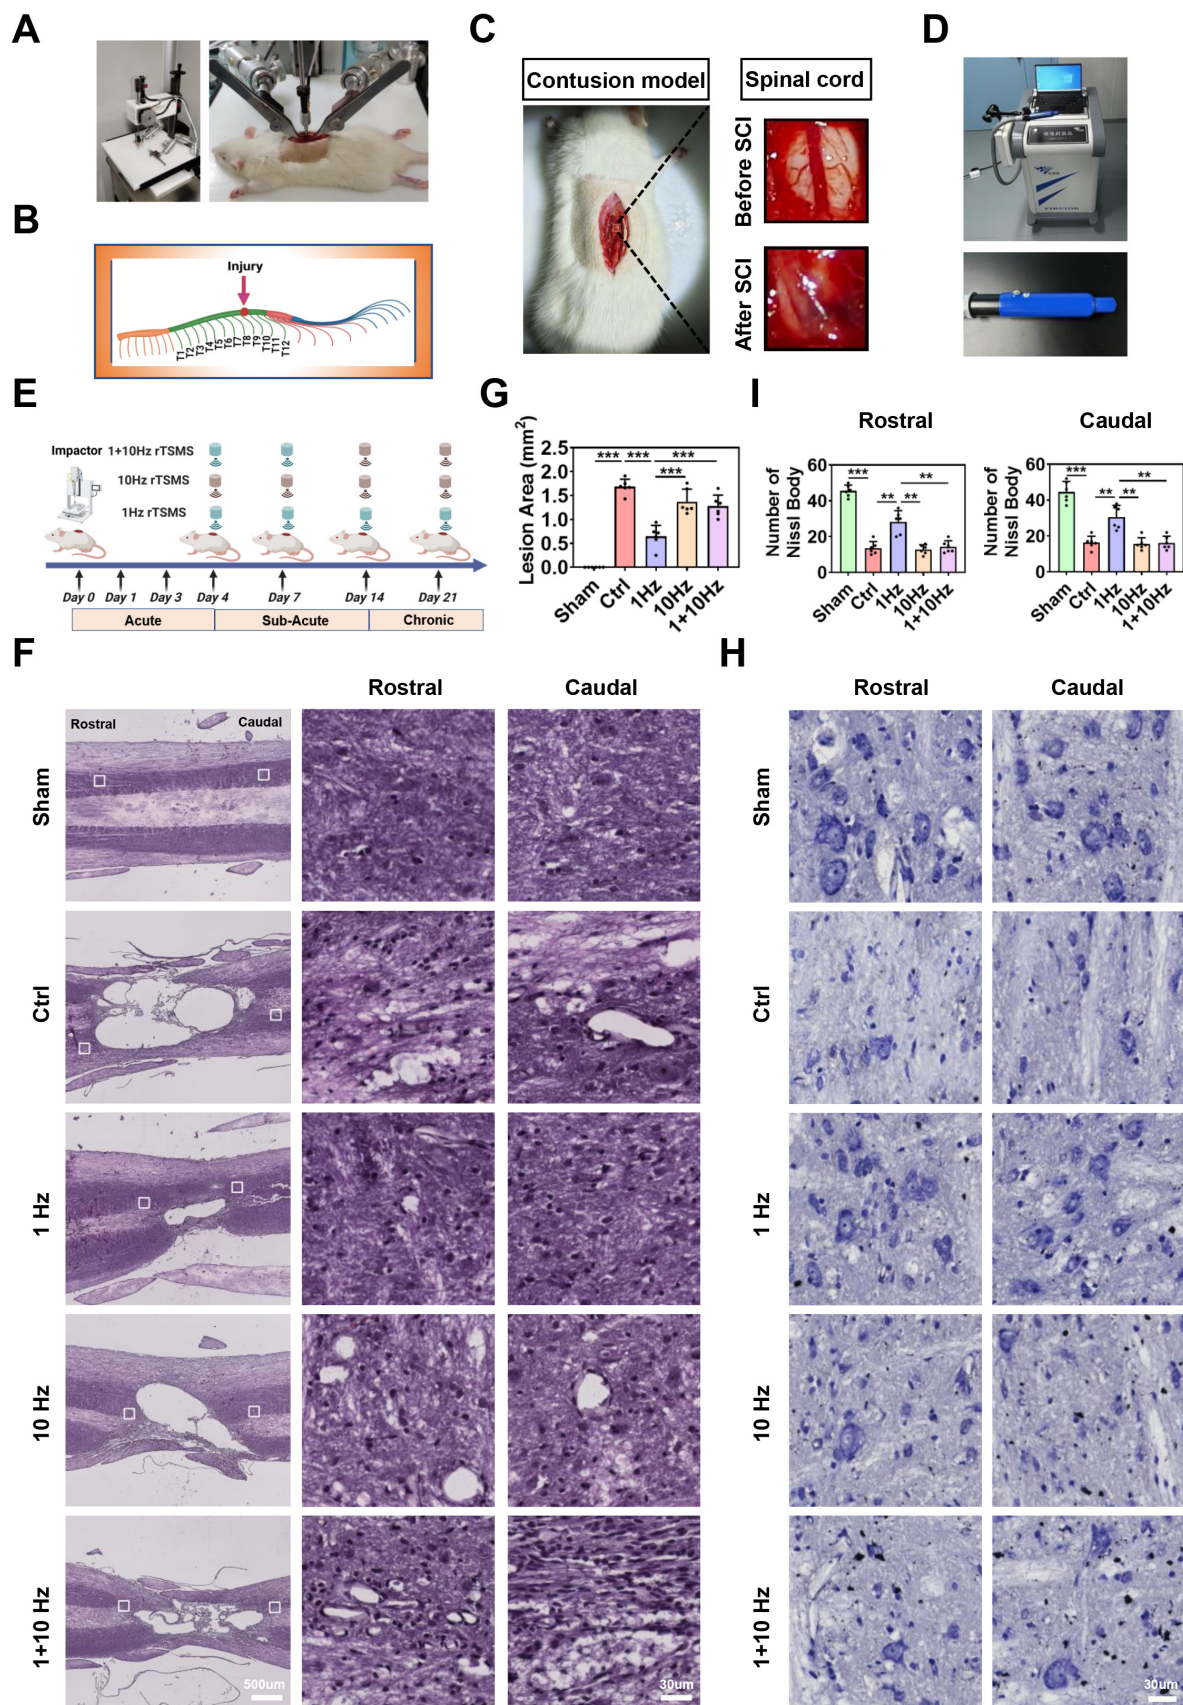 A
C
D
Contusion model
Spinal cord
Before SCI
After SCI
B
Injury
T1
T2
T3
T4
T5
T6
T7
T8
T9
T10
T11
T12
E
Impactor
1+10Hz rTSMS
10Hz rTSMS
1Hz rTSMS
Day 0
Day 1
Day 3
Day 4
Day 7
Day 14
Day 21
Acute
Sub-Acute
Chronic
G
Lesion Area (mm²)
2.5
2.0
1.5
1.0
0.5
0.0
*** *** ***
***
Sham
Ctrl
1Hz
10Hz
1+10Hz
I
Rostral
Number of
Nissl Body
60
40
20
0
***
**
** **
Sham
Ctrl
1Hz
10Hz
1+10Hz
Caudal
Number of
Nissl Body
60
40
20
0
***
**
** **
Sham
Ctrl
1Hz
10Hz
1+10Hz
F
Rostral
Caudal
Rostral
Caudal
Sham
Ctrl
1 Hz
10 Hz
1+10 Hz
500um
30um
H
Rostral
Caudal
Sham
Ctrl
1 Hz
10 Hz
1+10 Hz
30um